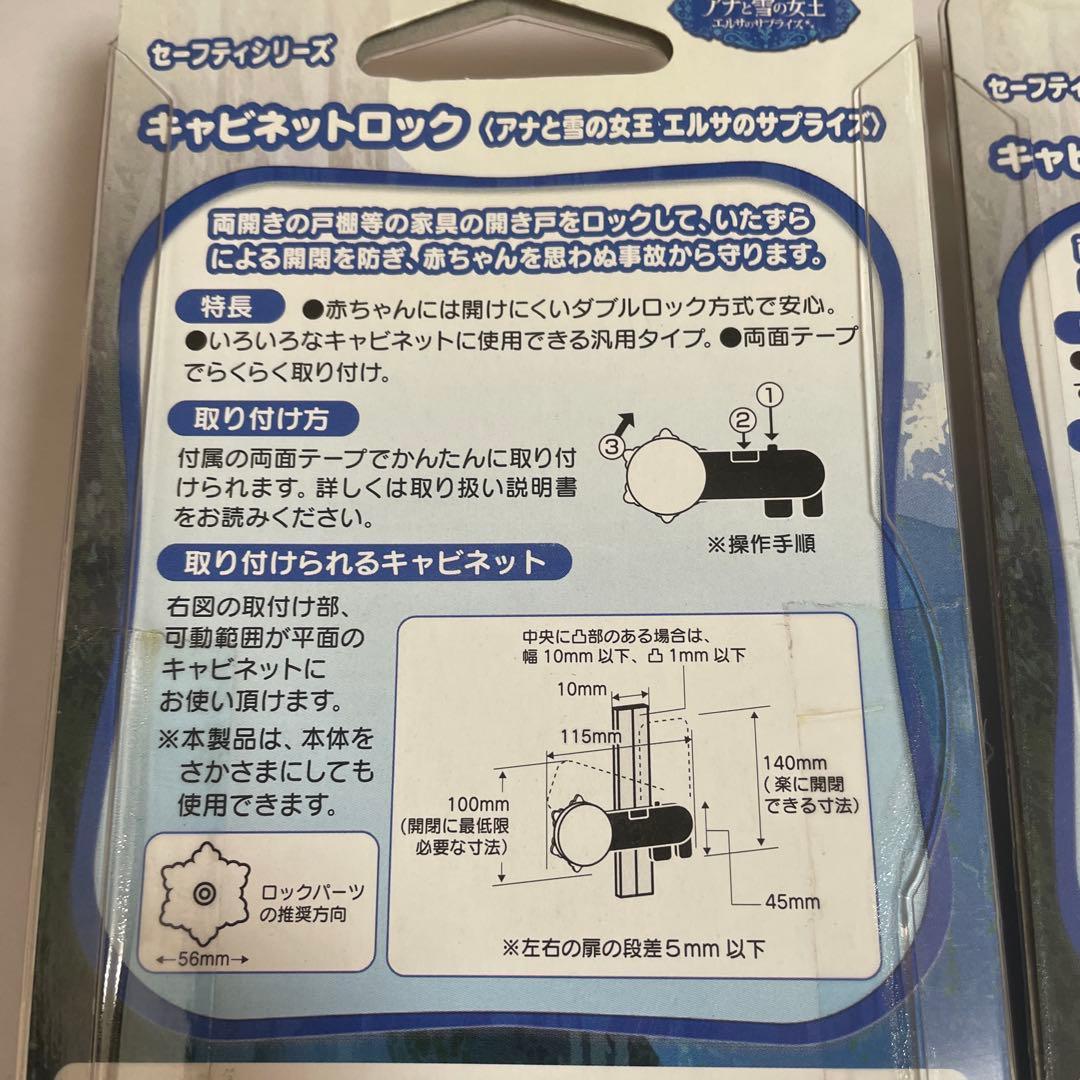 アナと雪の女王
エルサのサプライズ
セーフティシリーズ
キャビネットロック〈アナと雪の女王 エルサのサプライズ〉
両開きの戸棚等の家具の開き戸をロックして、いたずら
による開閉を防ぎ、赤ちゃんを思わぬ事故から守ります。
特長 ●赤ちゃんには開けにくいダブルロック方式で安心。
●いろいろなキャビネットに使用できる汎用タイプ。●両面テープ
でらくらく取り付け。
取り付け方
付属の両面テープでかんたんに取り付
けられます。詳しくは取り扱い説明書
をお読みください。
①
②
③
※操作手順
取り付けられるキャビネット
右図の取付け部、
可動範囲が平面の
キャビネットに
お使い頂けます。
※本製品は、本体を
さかさまにしても
使用できます。
ロックパーツ
の推奨方向
56mm
中央に凸部のある場合は、
幅10mm以下、凸1mm以下
10mm
115mm
140mm
(楽に開閉
できる寸法)
100mm
(開閉に最低限
必要な寸法)
45mm
※左右の扉の段差5mm以下
セーフテ
キャビ